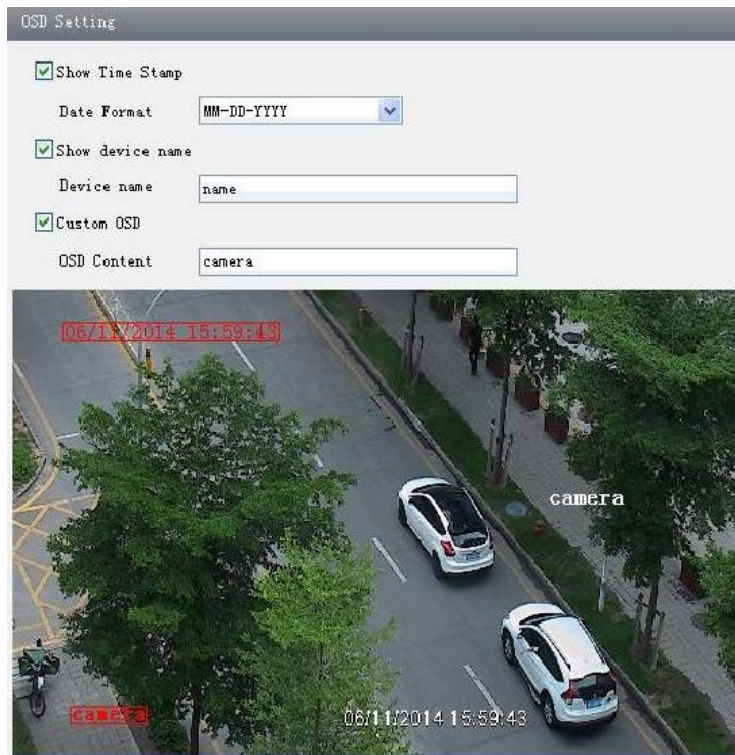 OSD Setting
Show Time Stamp
Date Format MM-DD-YYYY
Show device name
Device name name
Custom OSD
OSD Content camera
06/11/2014 15:59:43
camera
camera
06/11/2014 15:59:43